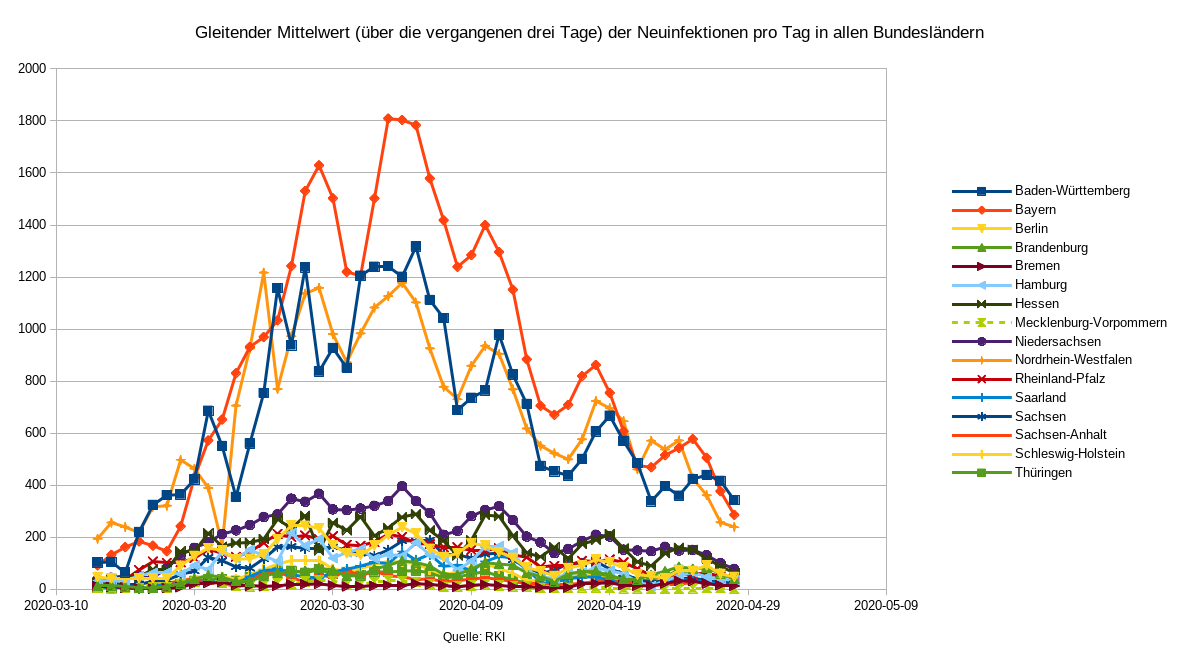 Gleitender Mittelwert (über die vergangenen drei Tage) der Neuinfektionen pro Tag in allen Bundesländern
2000
1800
1600
1400
1200
1000
800
600
400
200
0
2020-03-10 2020-03-20 2020-03-30 2020-04-09 2020-04-19 2020-04-29 2020-05-09
Quelle: RKI
Baden-Württemberg
Bayern
Berlin
Brandenburg
Bremen
Hamburg
Hessen
Mecklenburg-Vorpommern
Niedersachsen
Nordrhein-Westfalen
Rheinland-Pfalz
Saarland
Sachsen
Sachsen-Anhalt
Schleswig-Holstein
Thüringen